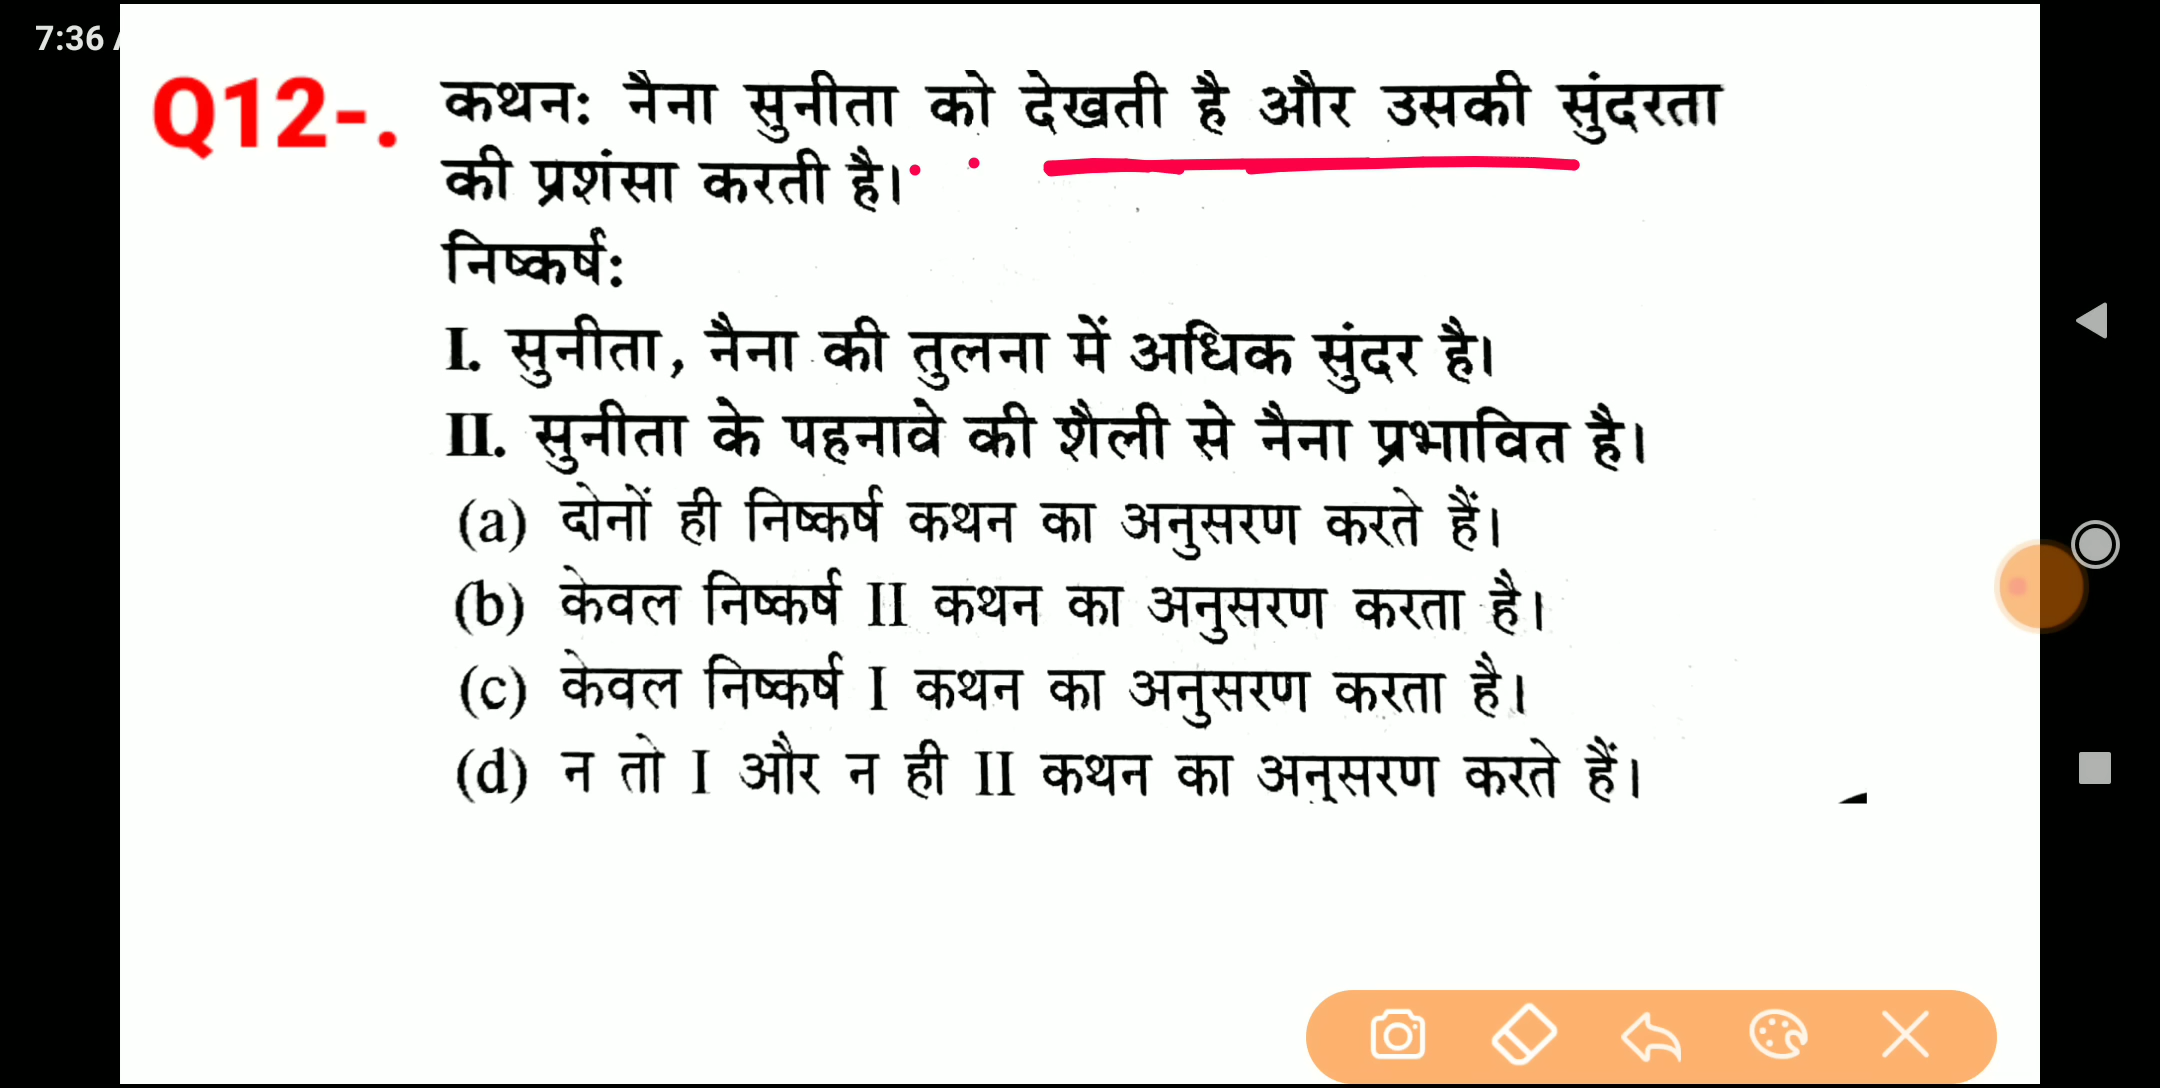 7:36
Q12-. कथन: नैना सुनीता को देखती है और उसकी सुंदरता
की प्रशंसा करती है।
निष्कर्ष:
I. सुनीता, नैना की तुलना में अधिक सुंदर है।
II. सुनीता के पहनावे की शैली से नैना प्रभावित है।
(a) दोनों ही निष्कर्ष कथन का अनुसरण करते हैं।
(b) केवल निष्कर्ष II कथन का अनुसरण करता है।
(c) केवल निष्कर्ष I कथन का अनुसरण करता है।
(d) न तो I और न ही II कथन का अनुसरण करते हैं।